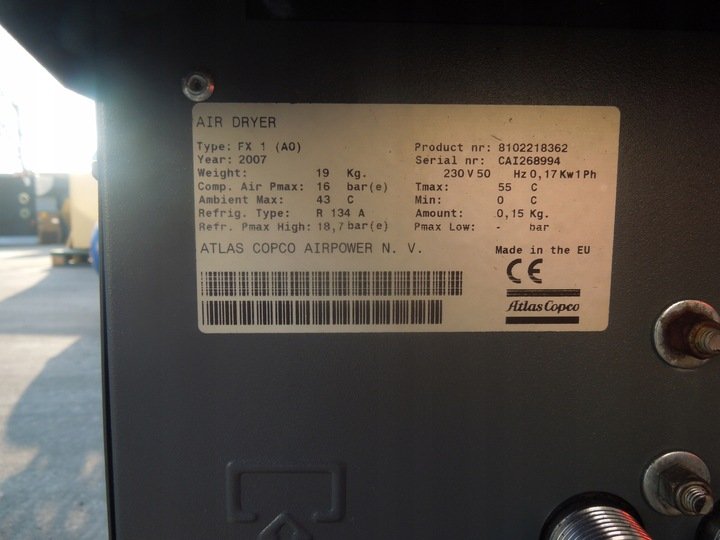 AIR DRYER
Type: FX 1 (A0) Product nr: 8102218362
Year: 2007 Serial nr: CAI268994
Weight: 19 Kg. 230 V 50 Hz 0,17 Kw 1 Ph
Comp. Air Pmax: 16 bar(e) Tmax: 55 C
Ambient Max: 43 C Min: 0 C
Refrig. Type: R 134 A Amount: 0,15 Kg.
Refr. Pmax High: 18,7 bar(e) Pmax Low: - bar
ATLAS COPCO AIRPOWER N. V. Made in the EU
CE
Atlas Copco